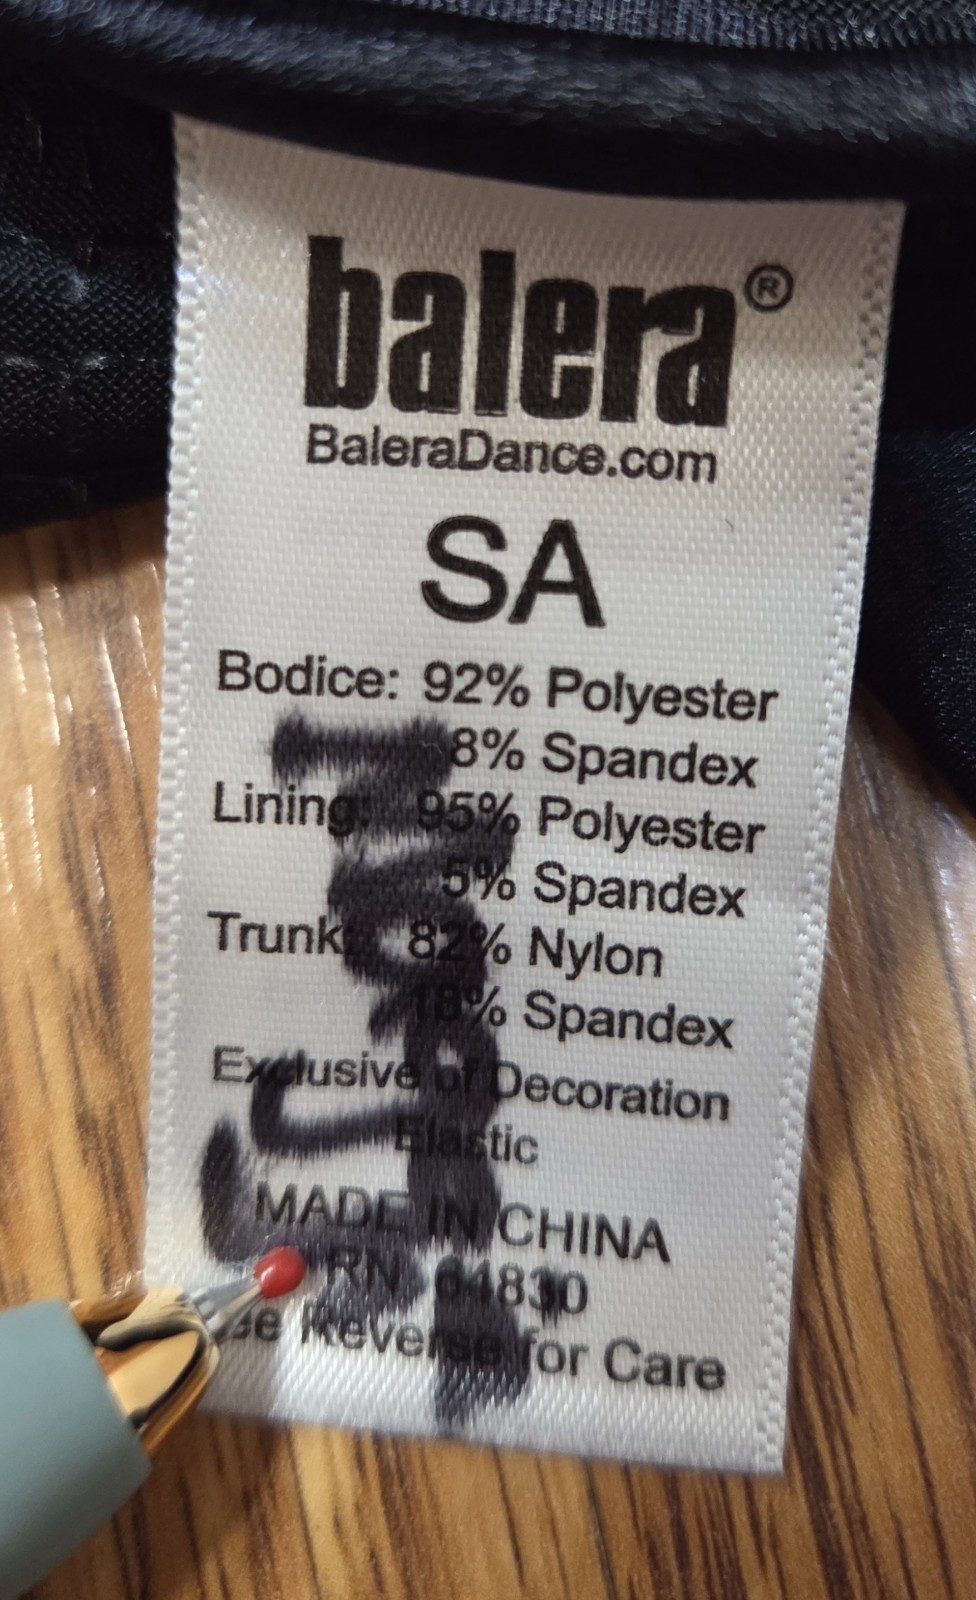 balera®
BaleraDance.com
SA
Bodice: 92% Polyester
8% Spandex
Lining: 95% Polyester
5% Spandex
Trunk: 82% Nylon
18% Spandex
Exclusive of Decoration
Elastic
MADE IN CHINA
RN 64830
See Reverse for Care